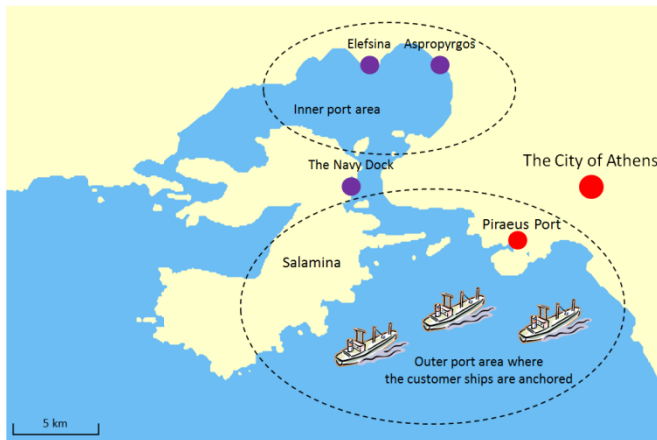 Elefsina
Aspropyrgos
Inner port area
The Navy Dock
The City of Athens
Piraeus Port
Salamina
Outer port area where
the customer ships are anchored
5 km